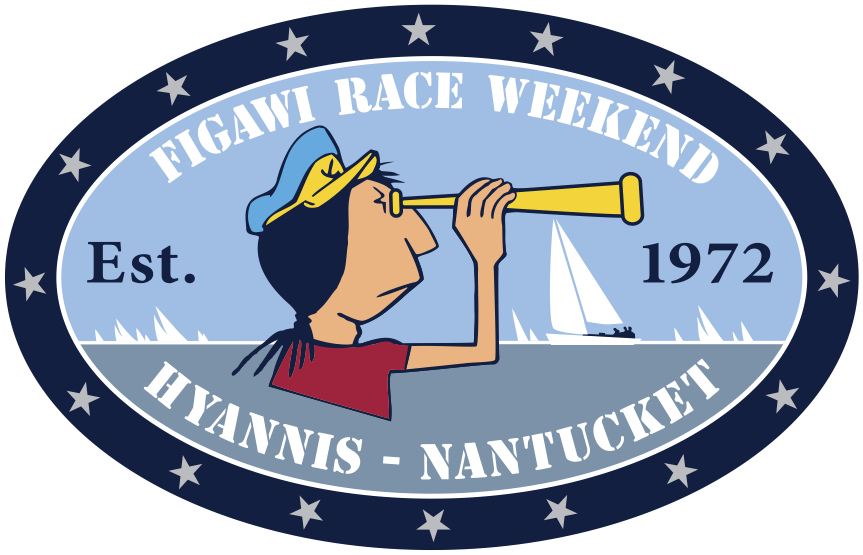 FIGAWI RACE WEEKEND
Est. 1972
HYANNIS - NANTUCKET